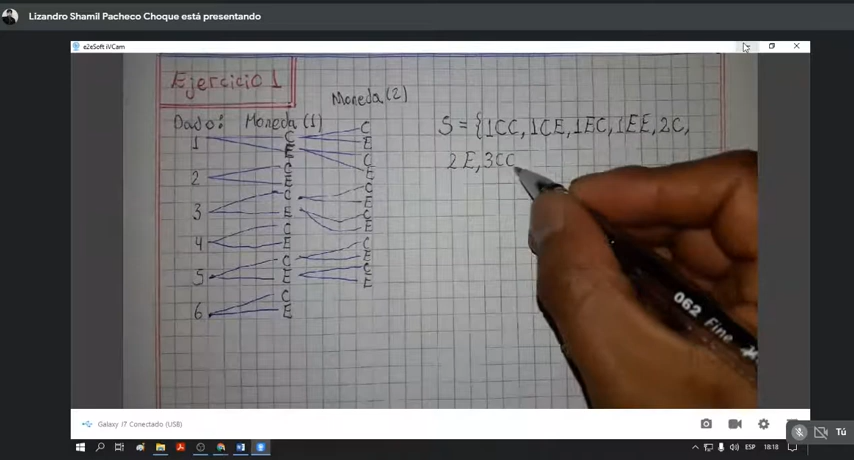 Lizandro Shamil Pacheco Choque está presentando
e2eSoft iVCam
Ejercicio 1
Moneda (2)
Dado: Moneda (1)
S = {1CC, 1CE, 1EC, 1EE, 2C,
2E, 3CC
1
C
E
C
E
C
E
2
C
E
3
C
E
C
E
C
E
4
C
E
5
C
E
C
E
C
E
6
C
E
062 Fine
Galaxy J7 Conectado (USB)
Tú
ESP
18:18